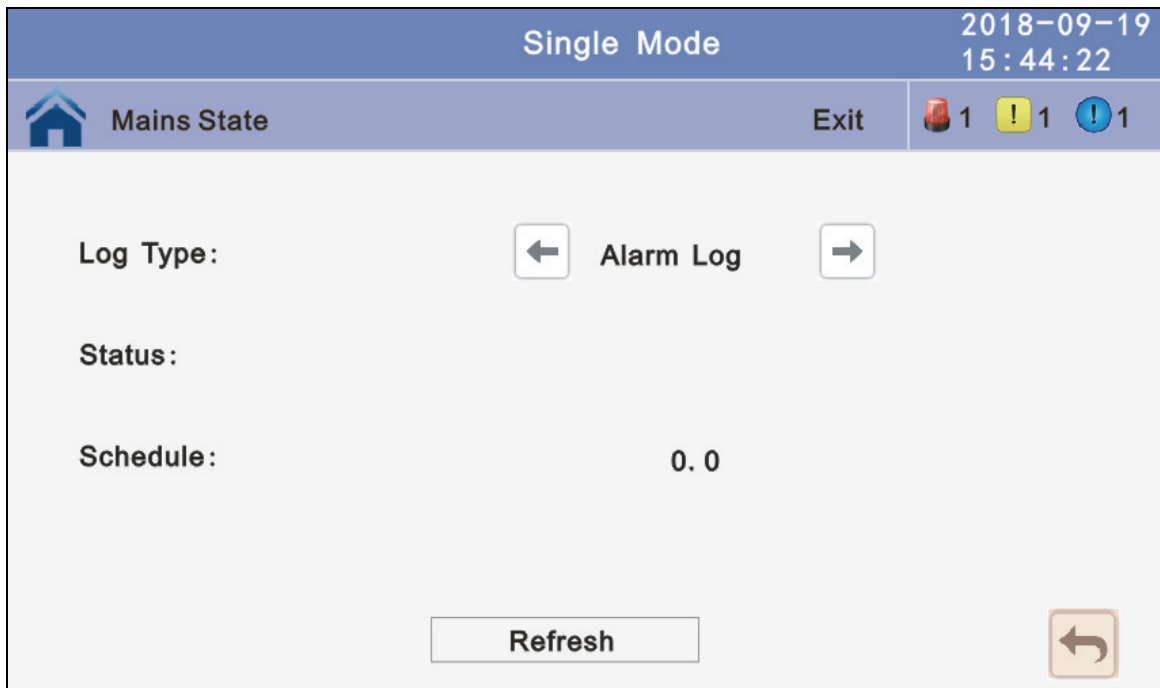 Single Mode
2018-09-19
15:44:22
Mains State Exit 1 ! 1 ! 1
Log Type: Alarm Log
Status:
Schedule: 0.0
Refresh